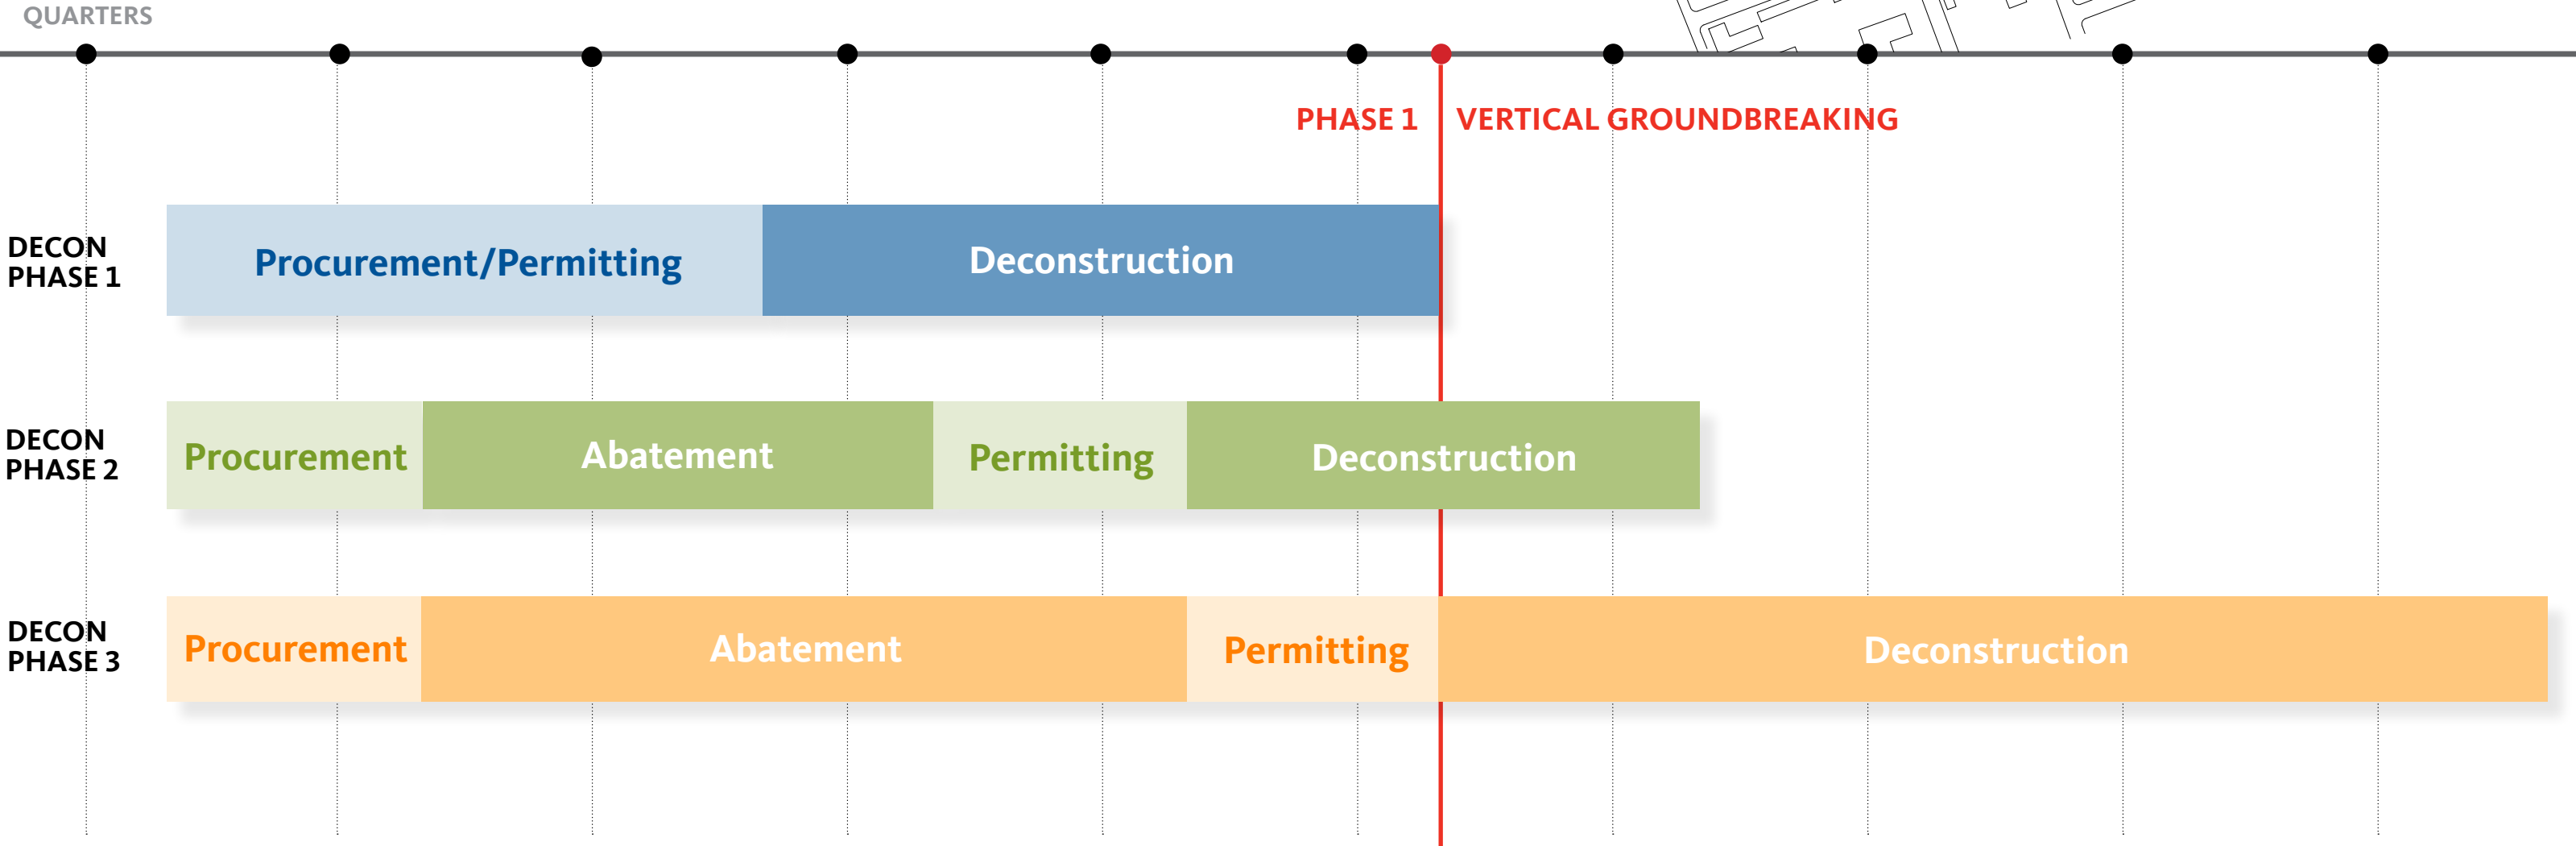 QUARTERS
PHASE 1 VERTICAL GROUNDBREAKING
DECON
PHASE 1
Procurement/Permitting
Deconstruction
DECON
PHASE 2
Procurement
Abatement
Permitting
Deconstruction
DECON
PHASE 3
Procurement
Abatement
Permitting
Deconstruction